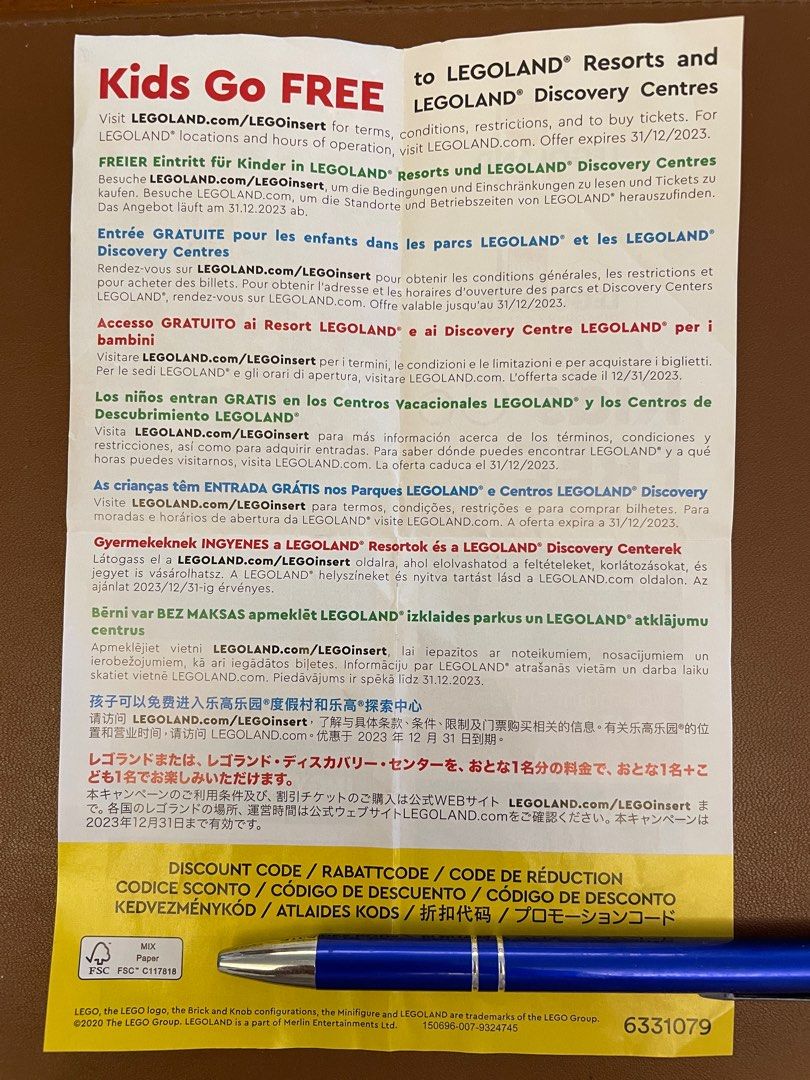 Kids Go FREE to LEGOLAND® Resorts and
LEGOLAND® Discovery Centres
Visit LEGOLAND.com/LEGOinsert for terms, conditions, restrictions, and to buy tickets. For
LEGOLAND® locations and hours of operation, visit LEGOLAND.com. Offer expires 31/12/2023.
FREIER Eintritt für Kinder in LEGOLAND® Resorts und LEGOLAND® Discovery Centres
Besuche LEGOLAND.com/LEGOinsert, um die Bedingungen und Einschränkungen zu lesen und Tickets zu
kaufen. Besuche LEGOLAND.com, um die Standorte und Betriebszeiten von LEGOLAND® herauszufinden.
Das Angebot läuft am 31.12.2023 ab.
Entrée GRATUITE pour les enfants dans les parcs LEGOLAND® et les LEGOLAND®
Discovery Centres
Rendez-vous sur LEGOLAND.com/LEGOinsert pour obtenir les conditions générales, les restrictions et
pour acheter des billets. Pour obtenir l'adresse et les horaires d'ouverture des parcs et Discovery Centers
LEGOLAND®, rendez-vous sur LEGOLAND.com. Offre valable jusqu'au 31/12/2023.
Accesso GRATUITO ai Resort LEGOLAND® e ai Discovery Centre LEGOLAND® per i
bambini
Visitare LEGOLAND.com/LEGOinsert per i termini, le condizioni e le limitazioni e per acquistare i biglietti.
Per le sedi LEGOLAND® e gli orari di apertura, visitare LEGOLAND.com. L'offerta scade il 12/31/2023.
Los niños entran GRATIS en los Centros Vacacionales LEGOLAND® y los Centros de
Descubrimiento LEGOLAND®
Visita LEGOLAND.com/LEGOinsert para más información acerca de los términos, condiciones y
restricciones, así como para adquirir entradas. Para saber dónde puedes encontrar LEGOLAND® y a qué
horas puedes visitarnos, visita LEGOLAND.com. La oferta caduca el 31/12/2023.
As crianças têm ENTRADA GRÁTIS nos Parques LEGOLAND® e Centros LEGOLAND® Discovery
Visite LEGOLAND.com/LEGOinsert para termos, condições, restrições e para comprar bilhetes. Para
moradas e horários de abertura da LEGOLAND® visite LEGOLAND.com. A oferta expira a 31/12/2023.
Gyermekeknek INGYENES a LEGOLAND® Resortok és a LEGOLAND® Discovery Centerek
Látogass el a LEGOLAND.com/LEGOinsert oldalra, ahol elolvashatod a feltételeket, korlátozásokat, és
jegyet is vásárolhatsz. A LEGOLAND® helyszíneket és nyitva tartást lásd a LEGOLAND.com oldalon. Az
ajánlat 2023/12/31-ig érvényes.
Bērni var BEZ MAKSAS apmeklēt LEGOLAND® izklaides parkus un LEGOLAND® atklājumu
centrus
Apmeklējiet vietni LEGOLAND.com/LEGOinsert, lai iepazītos ar noteikumiem, nosacījumiem un
ierobežojumiem, kā arī iegādātos biļetes. Informāciju par LEGOLAND® atrašanās vietām un darba laiku
skatiet vietnē LEGOLAND.com. Piedāvājums ir spēkā līdz 31.12.2023.
孩子可以免费进入乐高乐园®度假村和乐高®探索中心
请访问 LEGOLAND.com/LEGOinsert，了解与具体条款、条件、限制及门票购买相关的信息。有关乐高乐园®的位
置和营业时间，请访问 LEGOLAND.com。优惠于 2023 年 12 月 31 日到期。
レゴランドまたは、レゴランド・ディスカバリー・センターを、おとな1名分の料金で、おとな1名+こ
ども1名でお楽しみいただけます。
本キャンペーンのご利用条件及び、割引チケットのご購入は公式WEBサイト LEGOLAND.com/LEGOinsert ま
で。各国のレゴランドの場所、運営時間は公式ウェブサイトLEGOLAND.comをご確認ください。本キャンペーンは
2023年12月31日まで有効です。
DISCOUNT CODE / RABATTCODE / CODE DE RÉDUCTION
CODICE SCONTO / CÓDIGO DE DESCUENTO / CÓDIGO DE DESCONTO
KEDVEZMÉNYKÓD / ATLAIDES KODS / 折扣代码 / プロモーションコード
MIX
Paper
FSC FSC™ C117818
LEGO, the LEGO logo, the Brick and Knob configurations, the Minifigure and LEGOLAND are trademarks of the LEGO Group.
©2020 The LEGO Group. LEGOLAND is a part of Merlin Entertainments Ltd. 150696-007-9324745
6331079